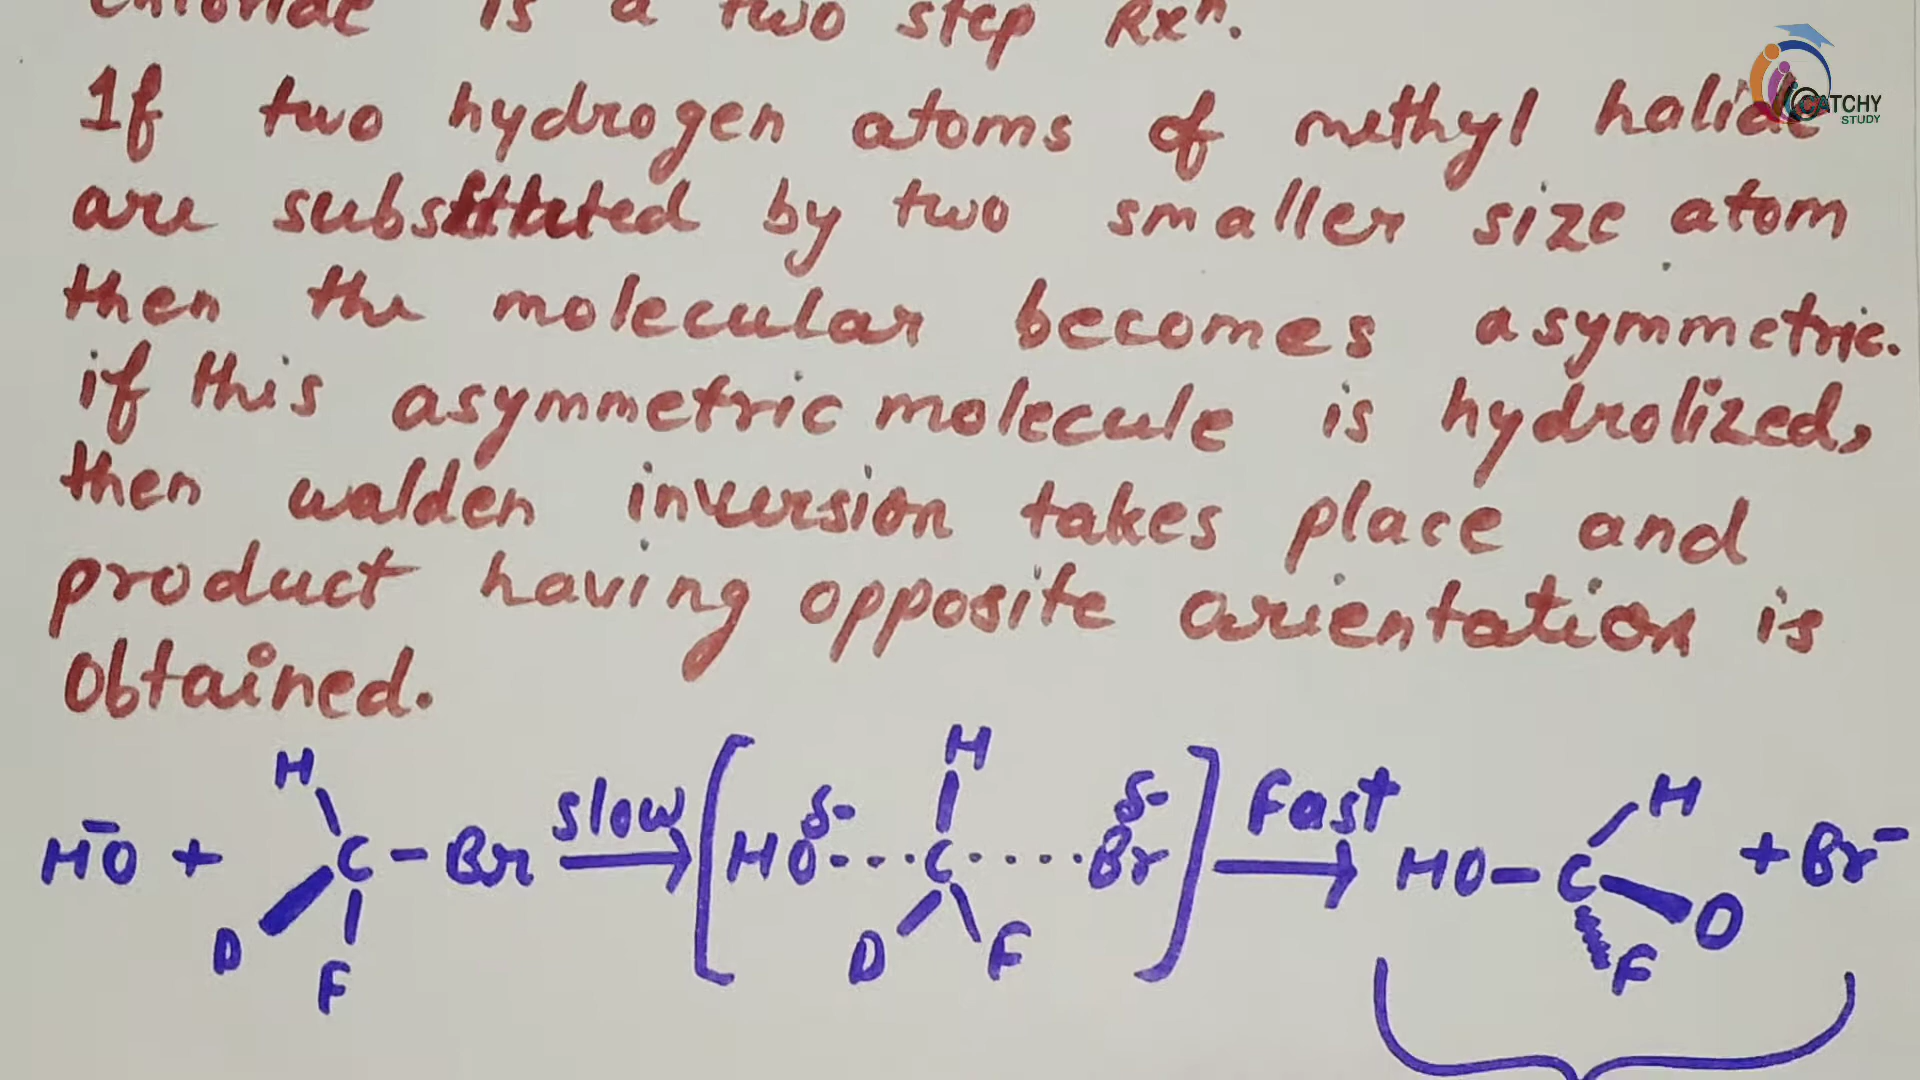 chloride is a two step Rxⁿ.
If two hydrogen atoms of methyl halide
are substituted by two smaller size atom
then the molecular becomes asymmetric.
if this asymmetric molecule is hydrolized,
then walden inversion takes place and
product having opposite orientation is
obtained.
HO⁻ + H C - Br D F slow [HO δ- ···· C ···· Br δ- H D F] Fast HO - C H O F + Br⁻
CATCHY
STUDY